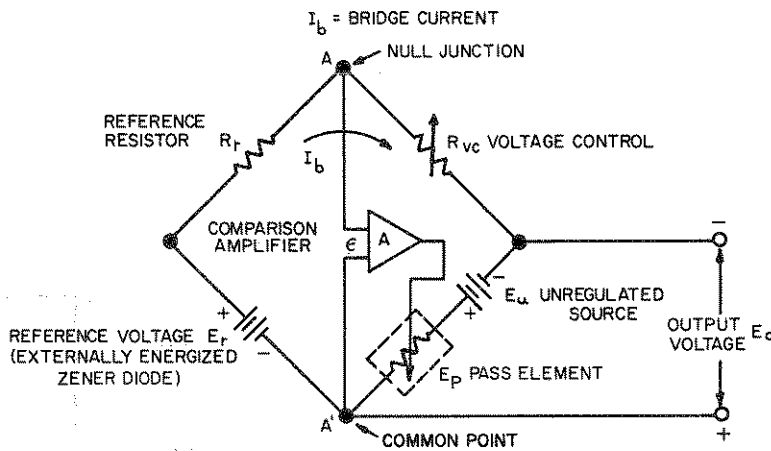 I_b = BRIDGE CURRENT
A
NULL JUNCTION
REFERENCE
RESISTOR
R_r
I_b
R_vc VOLTAGE CONTROL
COMPARISON
AMPLIFIER
ϵ
A
−
+
−
−
+
E_u UNREGULATED
SOURCE
REFERENCE VOLTAGE E_r
(EXTERNALLY ENERGIZED
ZENER DIODE)
OUTPUT
VOLTAGE E_o
E_P PASS ELEMENT
A'
COMMON POINT
+